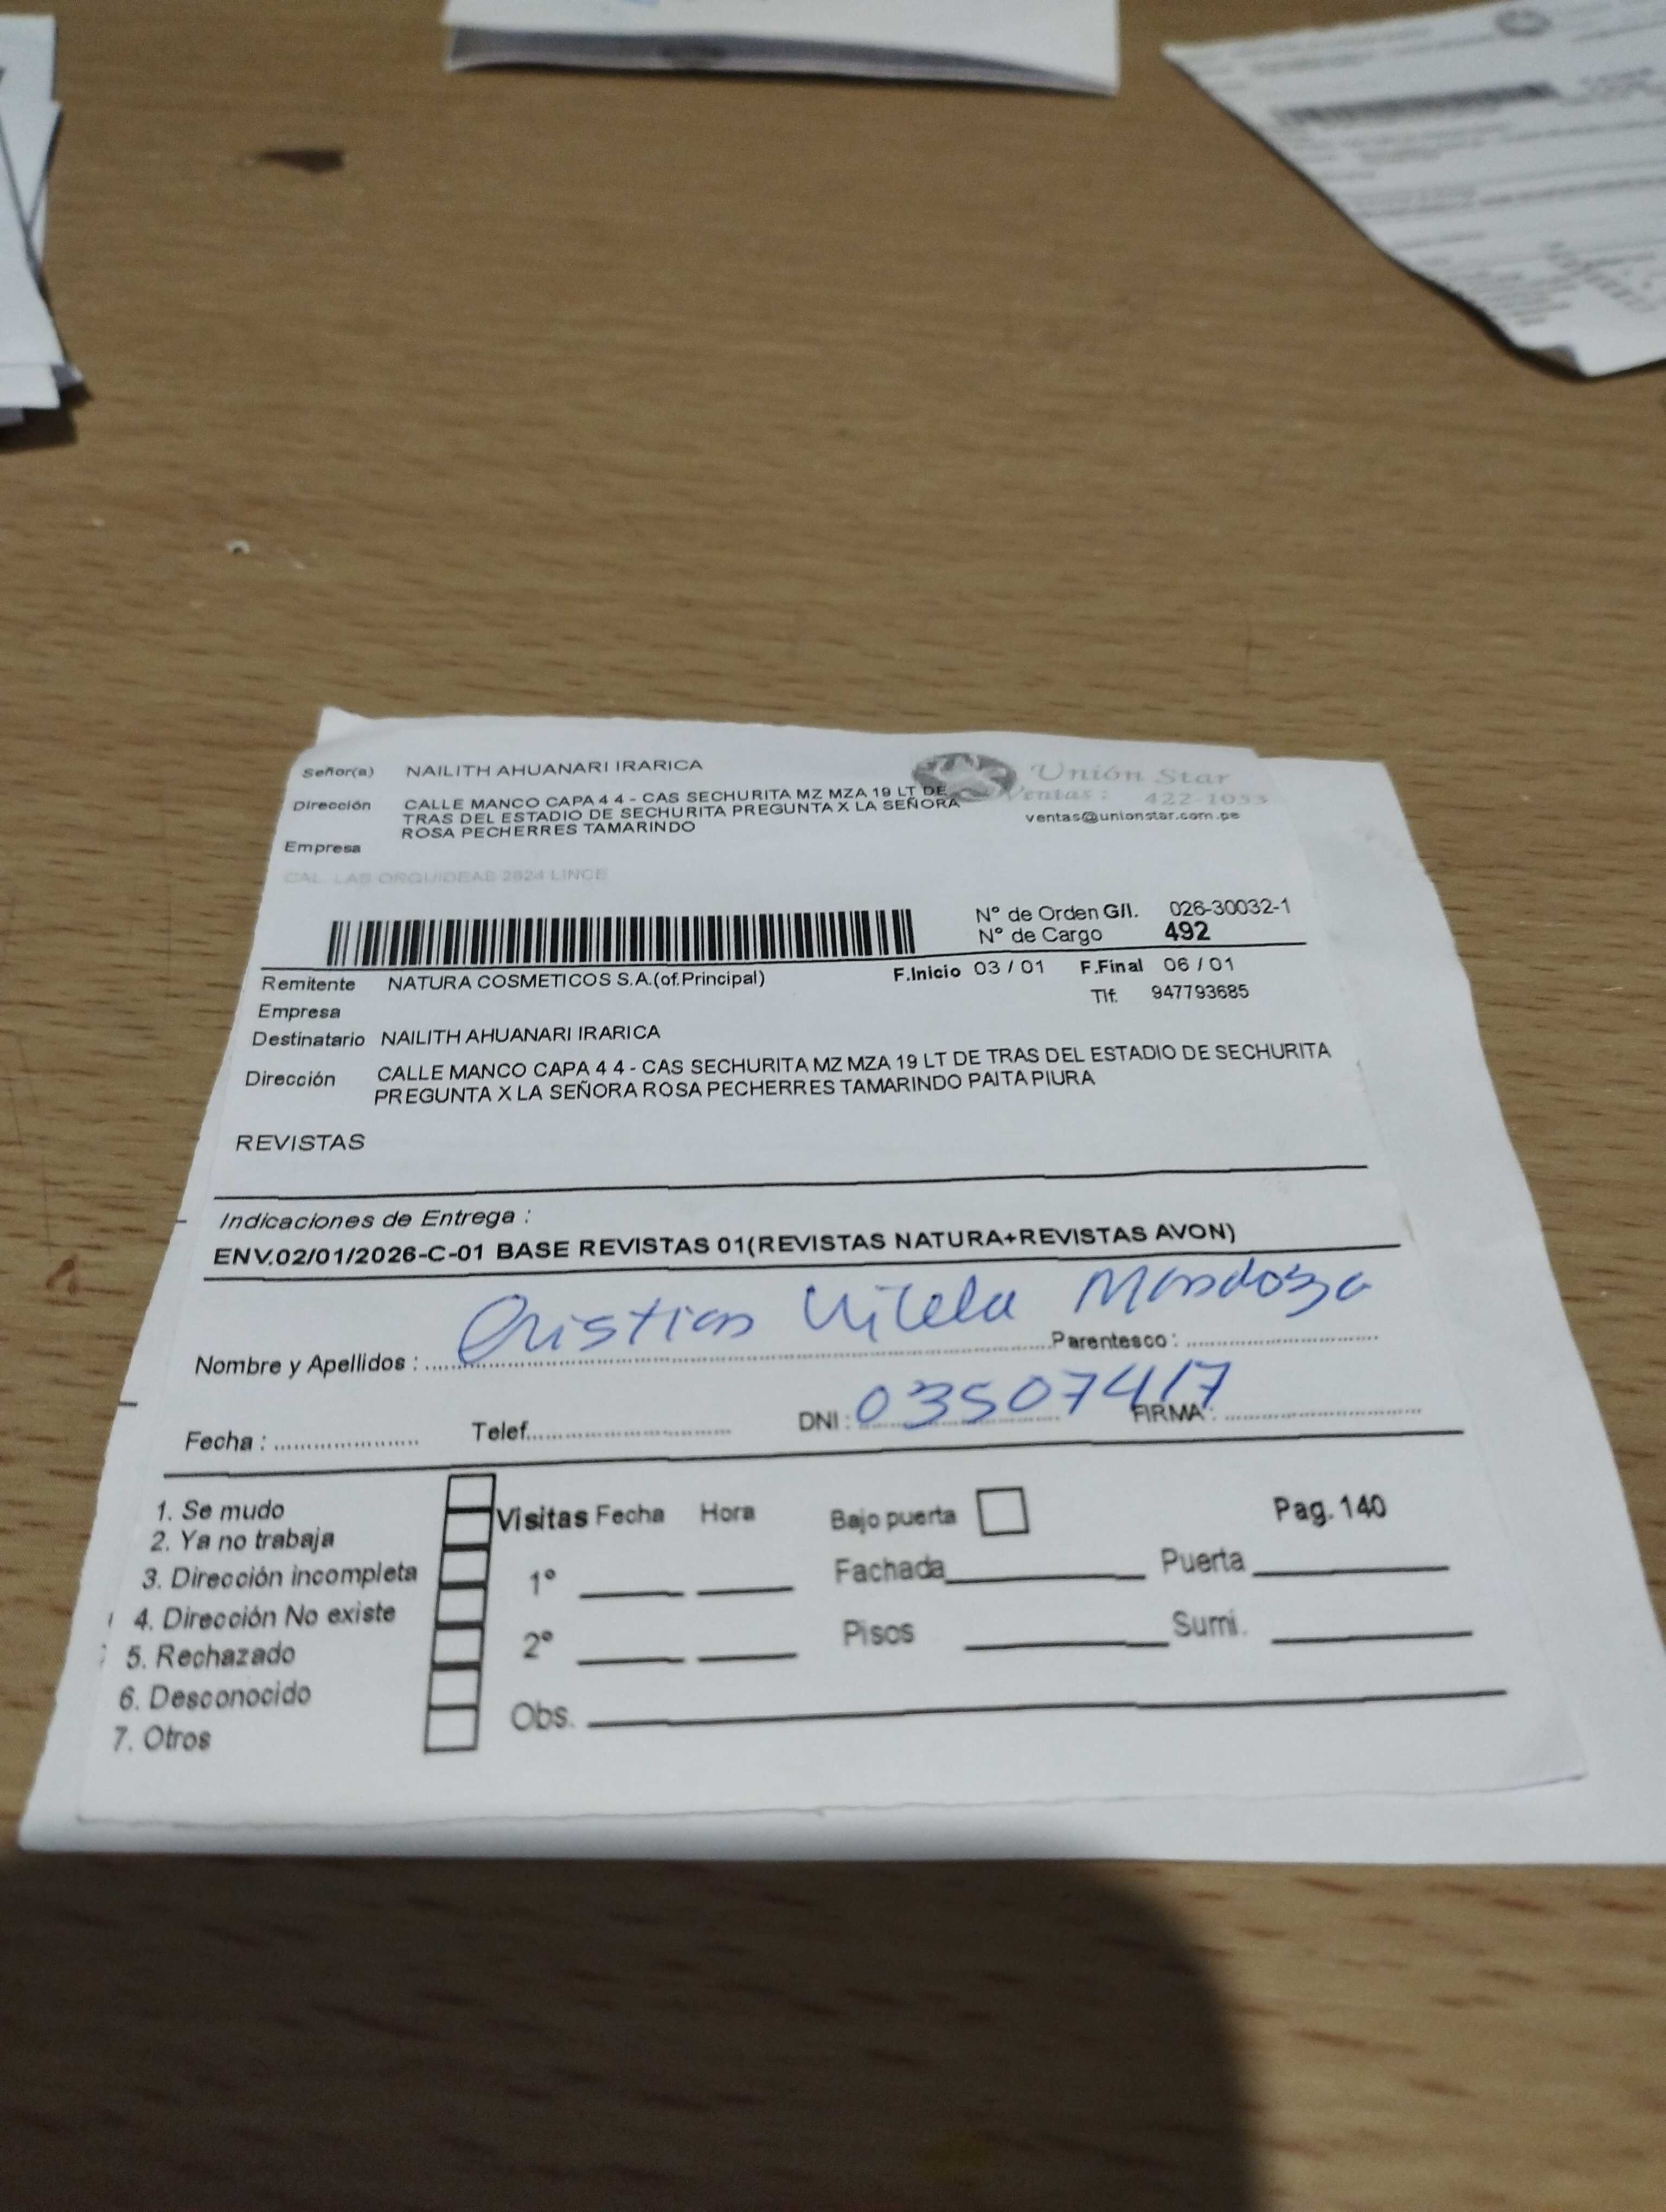 Señor(a) NAILITH AHUANARI IRARICA
Unión Star
Dirección CALLE MANCO CAPA 4 4 - CAS SECHURITA MZ MZA 19 LT DE
Ventas : 422-1053
TRAS DEL ESTADIO DE SECHURITA PREGUNTA X LA SEÑORA
ventas@unionstar.com.pe
ROSA PECHERRES TAMARINDO
Empresa
CAL. LAS ORQUIDEAS 2824 LINCE
N° de Orden G/I. 026-30032-1
N° de Cargo 492
Remitente NATURA COSMETICOS S.A.(of.Principal) F.Inicio 03 / 01 F.Final 06 / 01
Empresa Tlf. 947793685
Destinatario NAILITH AHUANARI IRARICA
Dirección CALLE MANCO CAPA 4 4 - CAS SECHURITA MZ MZA 19 LT DE TRAS DEL ESTADIO DE SECHURITA
PREGUNTA X LA SEÑORA ROSA PECHERRES TAMARINDO PAITA PIURA
REVISTAS
Indicaciones de Entrega :
ENV.02/01/2026-C-01 BASE REVISTAS 01(REVISTAS NATURA+REVISTAS AVON)
Nombre y Apellidos : Cristian Vilela Mendoza Parentesco :
Fecha : Telef. DNI : 03507417 FIRMA :
1. Se mudo
2. Ya no trabaja
3. Dirección incompleta
4. Dirección No existe
5. Rechazado
6. Desconocido
7. Otros
Visitas Fecha Hora Bajo puerta Pag. 140
1° Fachada Puerta
2° Pisos Sumi.
Obs.